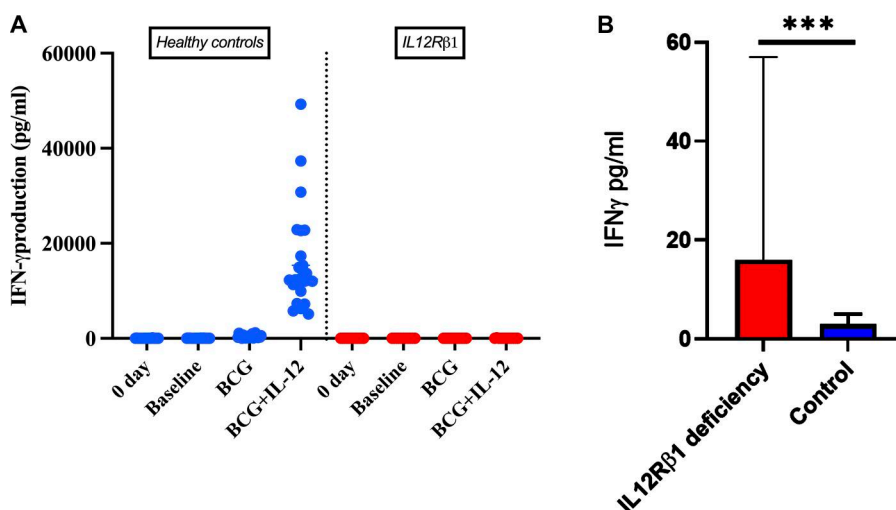 A
Healthy controls
IL12Rβ1
IFN-γproduction (pg/ml)
60000
40000
20000
0
0 day
Baseline
BCG
BCG+IL-12
0 day
Baseline
BCG
BCG+IL-12
B
***
IFNγ pg/ml
60
40
20
0
IL12Rβ1 deficiency
Control